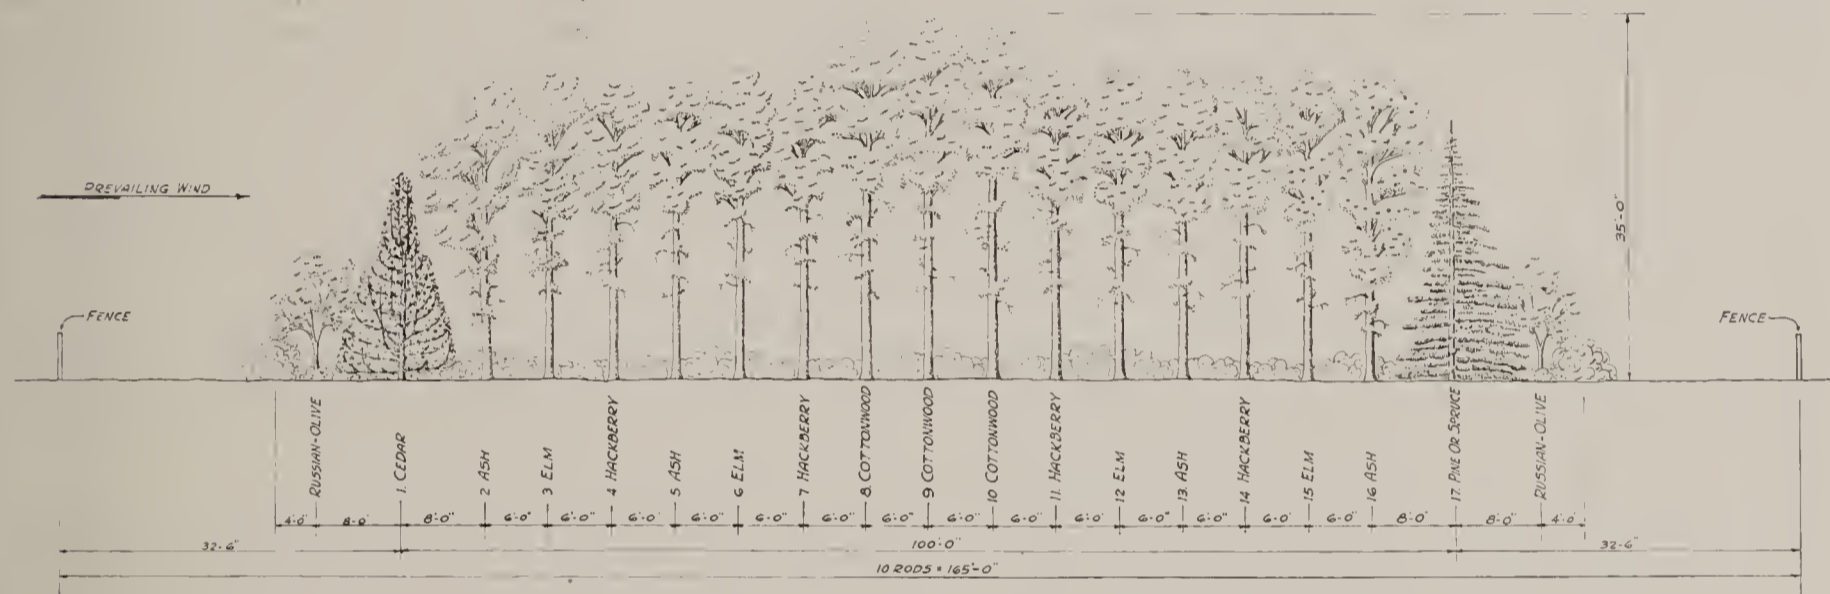 35'-0"
PREVAILING WIND
FENCE
FENCE
RUSSIAN-OLIVE
1. CEDAR
2 ASH
3 ELM
4 HACKBERRY
5 ASH
6 ELM
7 HACKBERRY
8. COTTONWOOD
9 COTTONWOOD
10 COTTONWOOD
11. HACKBERRY
12 ELM
13. ASH
14 HACKBERRY
15 ELM
16 ASH
17. PINE OR SPRUCE
RUSSIAN-OLIVE
4'-0" 8'-0" 8'-0" 6'-0" 6'-0" 6'-0" 6'-0" 6'-0" 6'-0" 6'-0" 6'-0" 6'-0" 6'-0" 6'-0" 6'-0" 6'-0" 6'-0" 8'-0" 8'-0" 4'-0"
32'-6" 100'-0" 32'-6"
10 RODS = 165'-0"